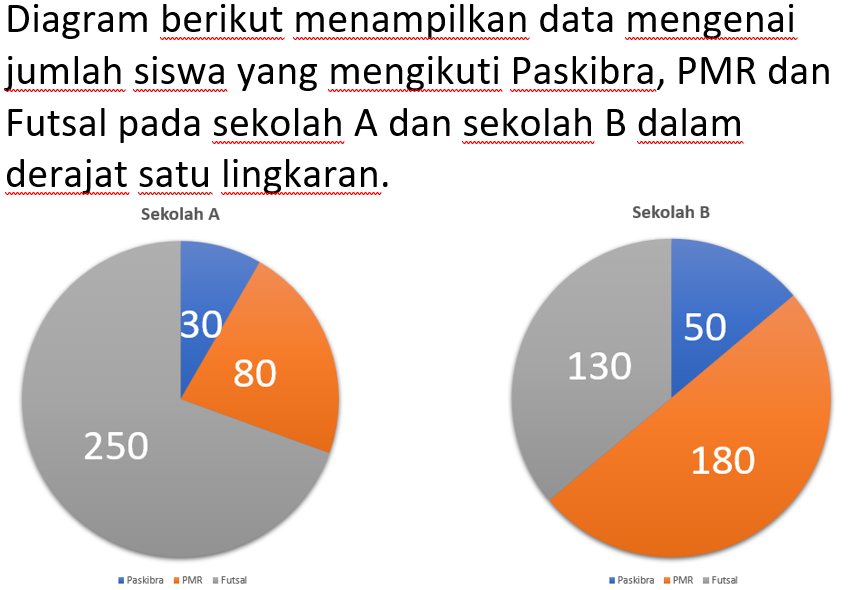 Diagram berikut menampilkan data mengenai
jumlah siswa yang mengikuti Paskibra, PMR dan
Futsal pada sekolah A dan sekolah B dalam
derajat satu lingkaran.
Sekolah A
30
80
250
Paskibra PMR Futsal
Sekolah B
50
130
180
Paskibra PMR Futsal